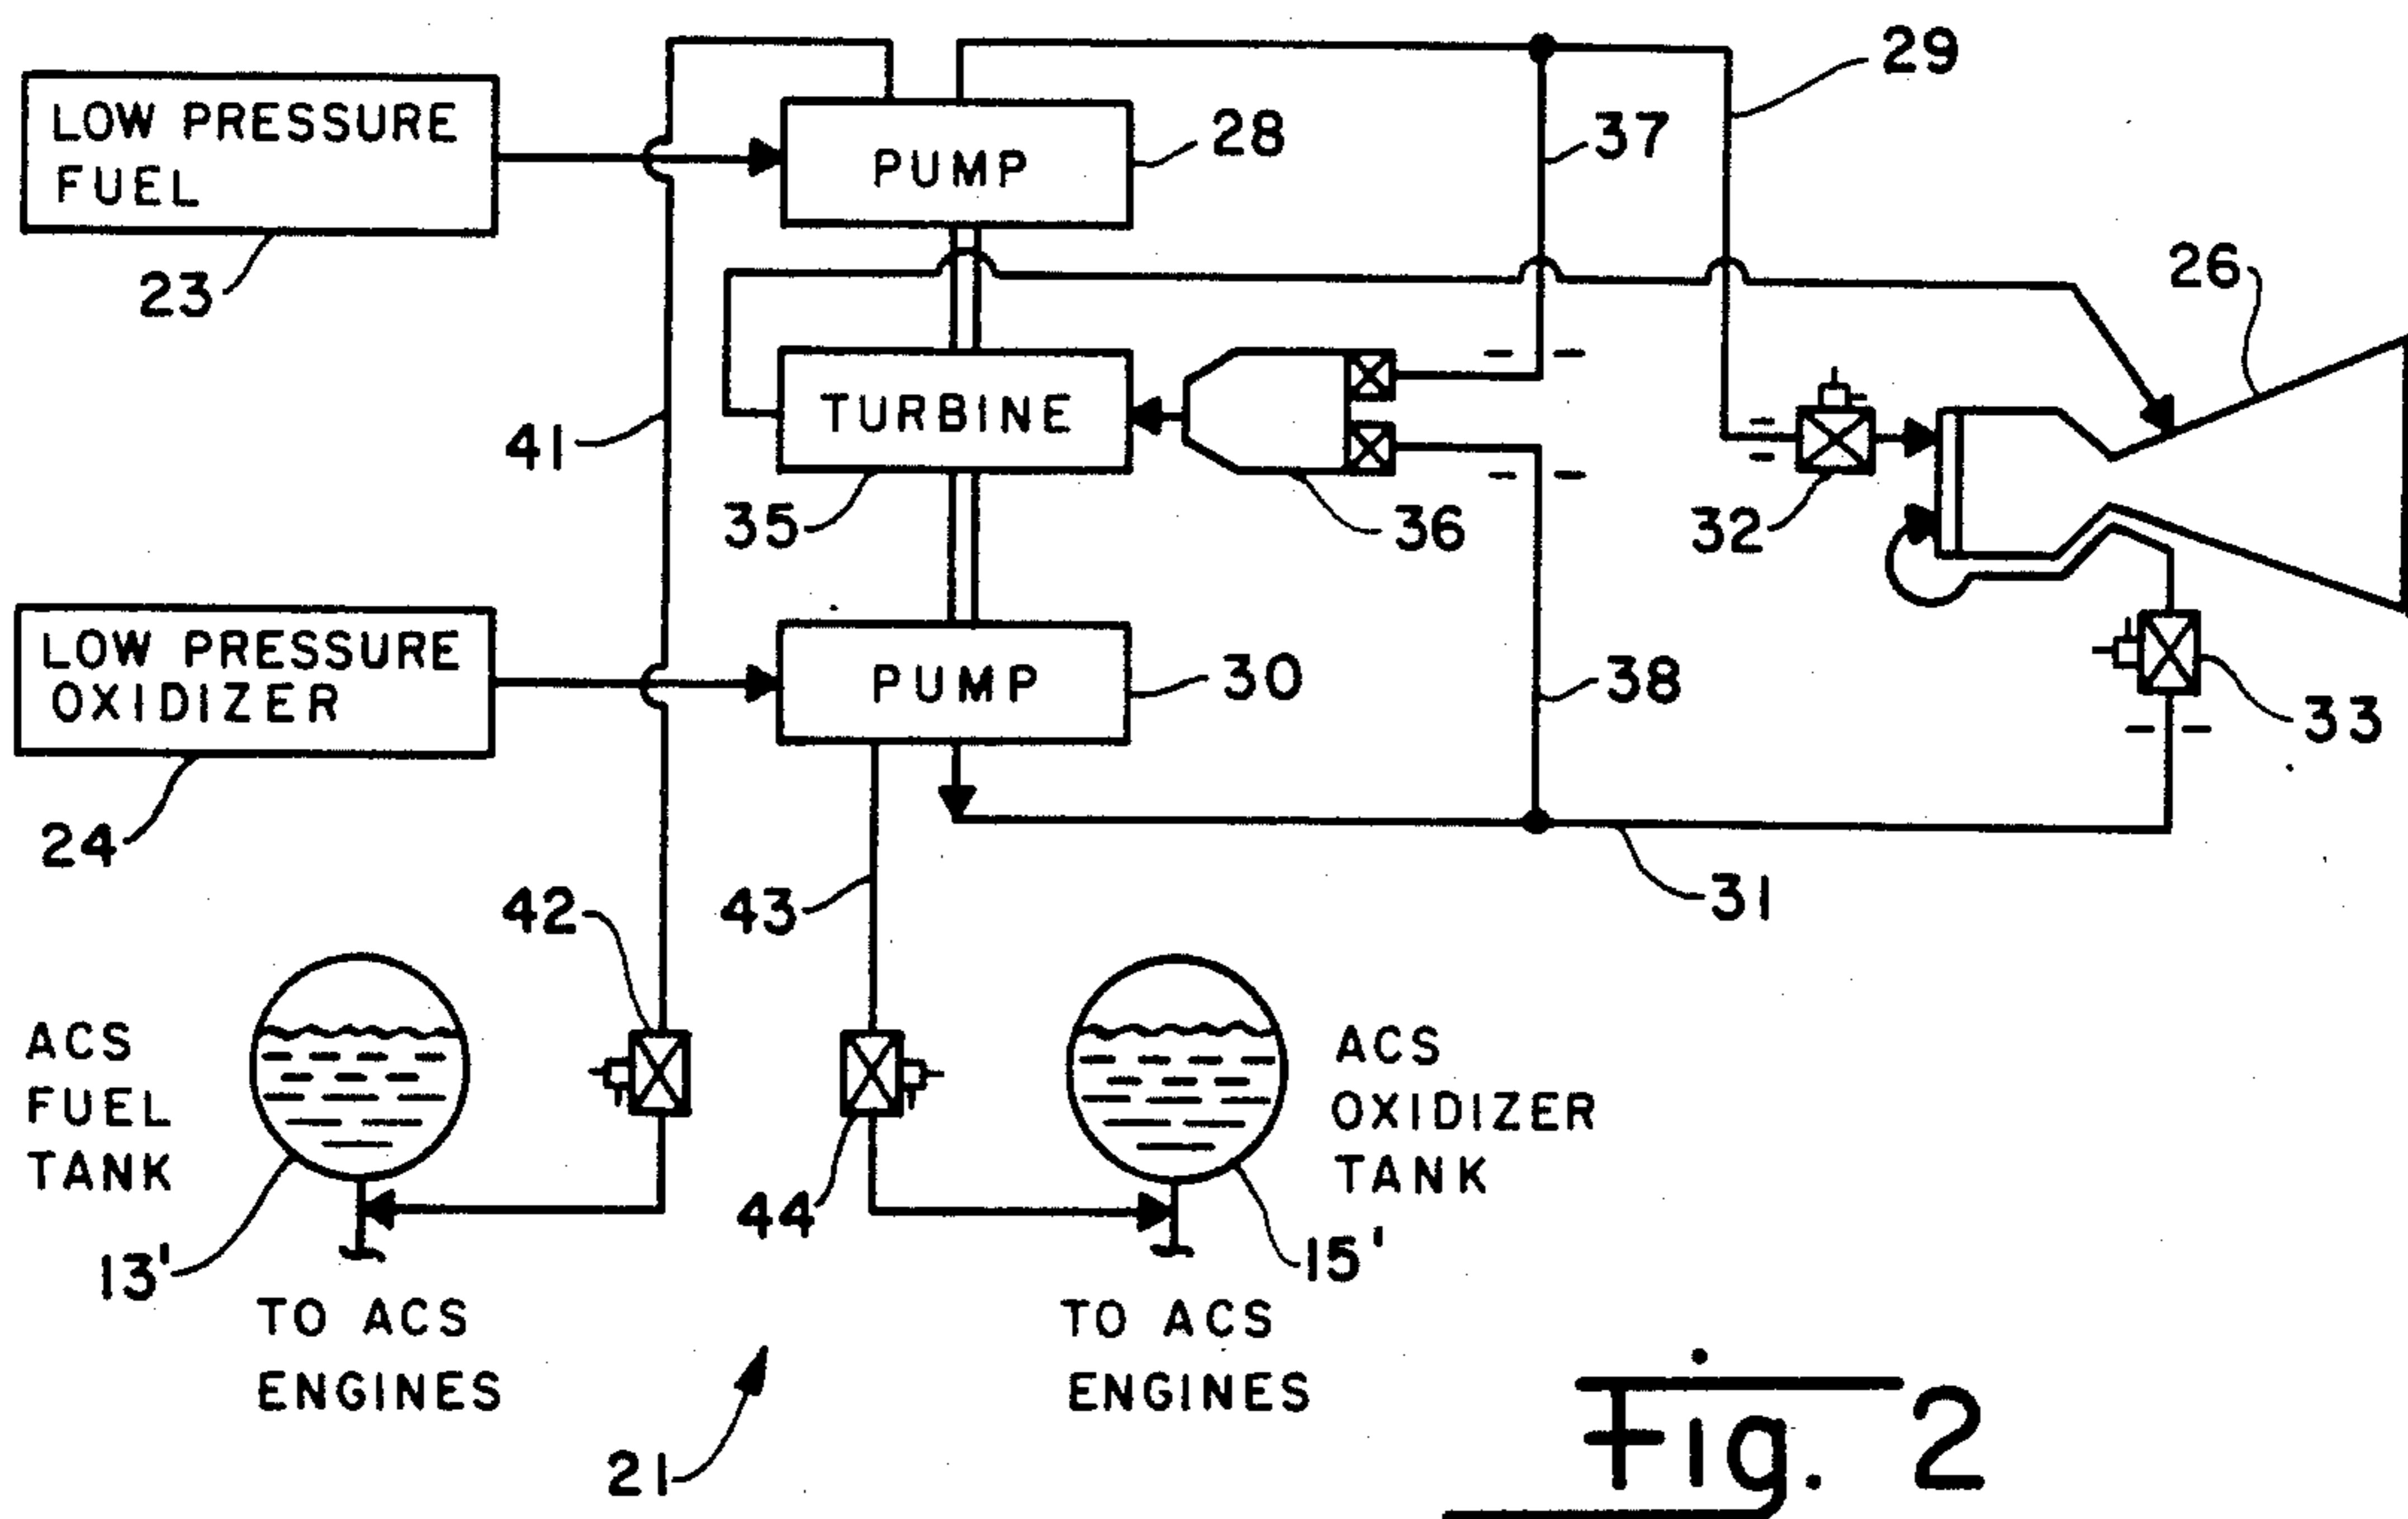 29
LOW PRESSURE
FUEL
PUMP
28
37
23
26
TURBINE
41
35
36
32
LOW PRESSURE
OXIDIZER
PUMP
30
38
33
24
42
43
31
ACS
FUEL
TANK
ACS
OXIDIZER
TANK
13'
44
15'
TO ACS
ENGINES
TO ACS
ENGINES
21
Fig. 2